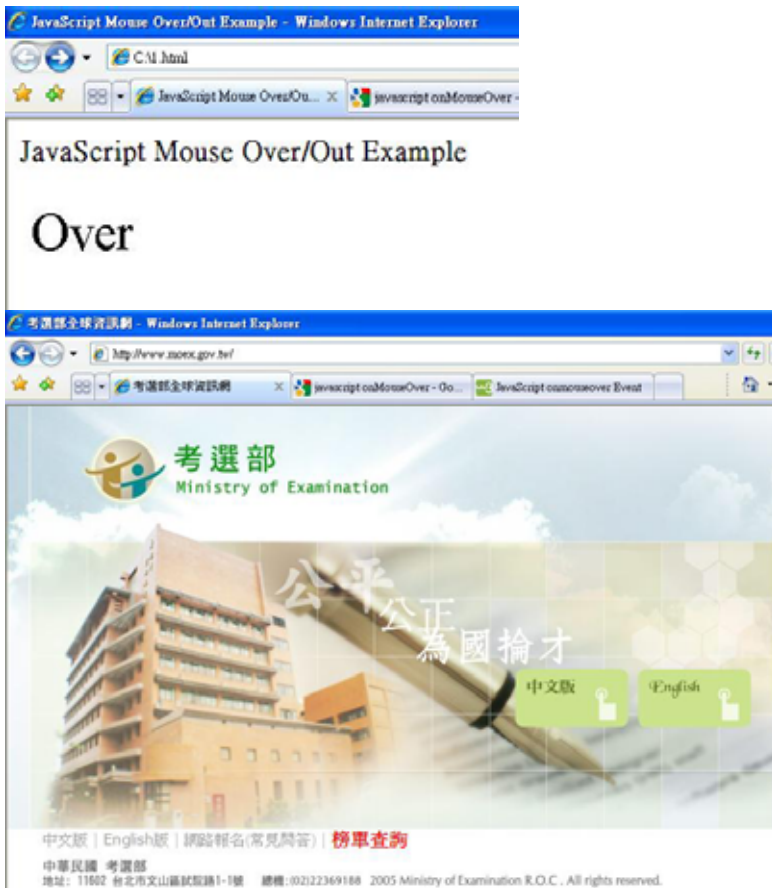 JavaScript Mouse Over/Out Example - Windows Internet Explorer
C:\1.html
JavaScript Mouse Over/Ou... javascript onMouseOver -
JavaScript Mouse Over/Out Example
Over
考選部全球資訊網 - Windows Internet Explorer
http://www.moex.gov.tw/
考選部全球資訊網 javascript onMouseOver - Go... JavaScript onmouseover Event
考選部
Ministry of Examination
公平
公正
為國掄才
中文版 English
中文版 | English版 | 網路報名(常見問答) | 榜單查詢
中華民國 考選部
地址: 11602 台北市文山區試院路1-1號 總機:(02)22369188 2005 Ministry of Examination R.O.C . All rights reserved.